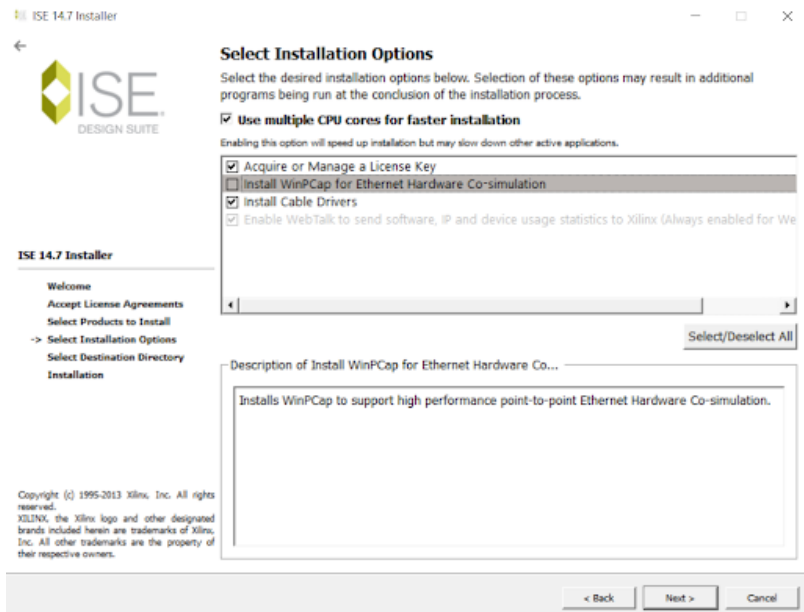 ISE 14.7 Installer
ISE
DESIGN SUITE
Select Installation Options
Select the desired installation options below. Selection of these options may result in additional
programs being run at the conclusion of the installation process.
Use multiple CPU cores for faster installation
Enabling this option will speed up installation but may slow down other active applications.
Acquire or Manage a License Key
Install WinPCap for Ethernet Hardware Co-simulation
Install Cable Drivers
Enable WebTalk to send software, IP and device usage statistics to Xilinx (Always enabled for We
Select/Deselect All
ISE 14.7 Installer
Welcome
Accept License Agreements
Select Products to Install
-> Select Installation Options
Select Destination Directory
Installation
Description of Install WinPCap for Ethernet Hardware Co...
Installs WinPCap to support high performance point-to-point Ethernet Hardware Co-simulation.
Copyright (c) 1995-2013 Xilinx, Inc. All rights
reserved.
XILINX, the Xilinx logo and other designated
brands included herein are trademarks of Xilinx,
Inc. All other trademarks are the property of
their respective owners.
< Back
Next >
Cancel